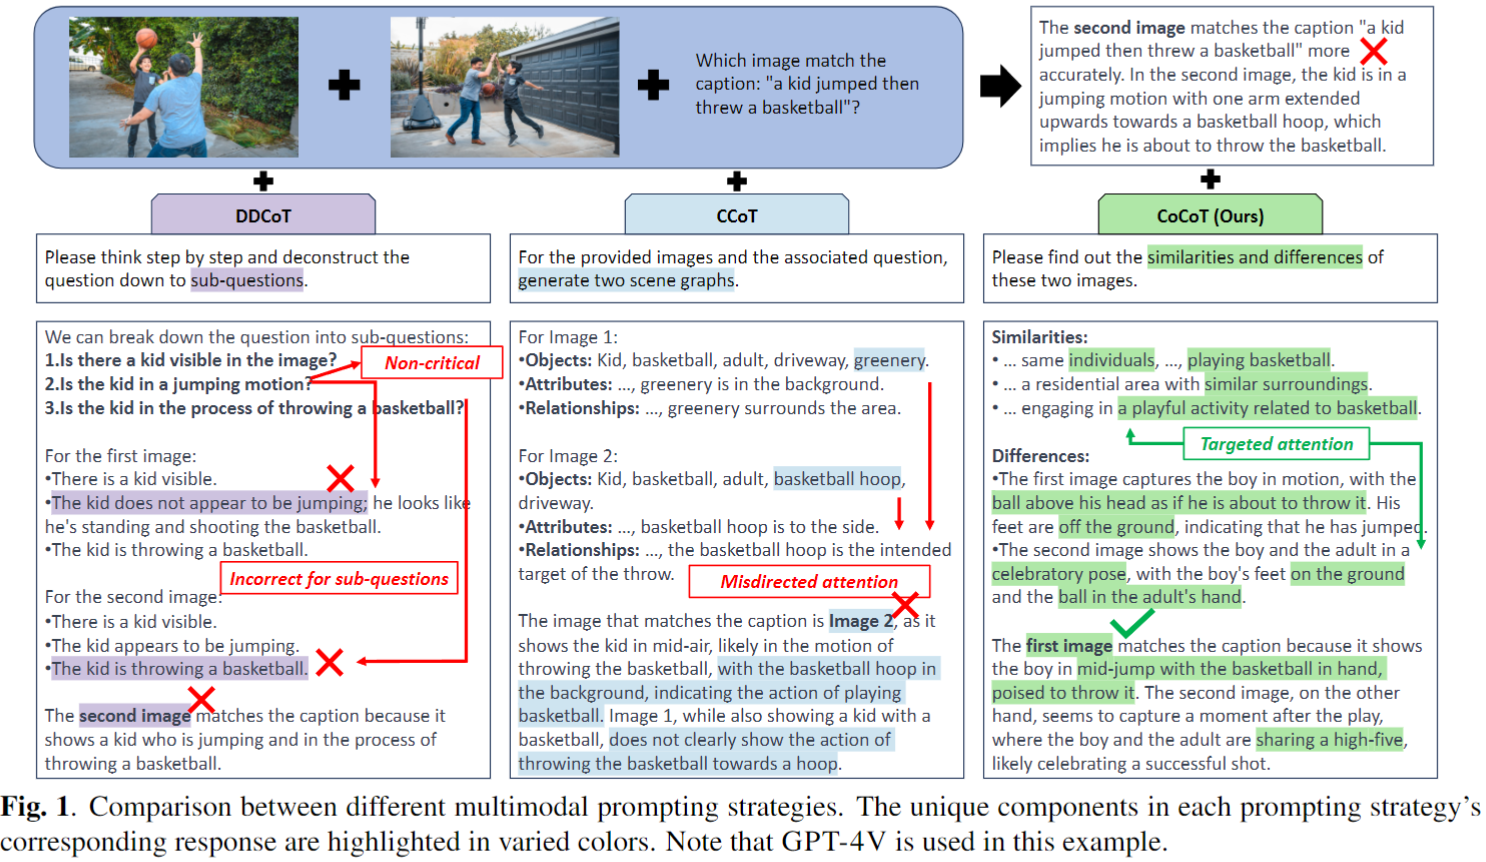 Which image match the
caption: "a kid jumped then
threw a basketball"?
The second image matches the caption "a kid
jumped then threw a basketball" more
accurately. In the second image, the kid is in a
jumping motion with one arm extended
upwards towards a basketball hoop, which
implies he is about to throw the basketball.
DDCoT
Please think step by step and deconstruct the
question down to sub-questions.
We can break down the question into sub-questions:
1.Is there a kid visible in the image?
2.Is the kid in a jumping motion?
3.Is the kid in the process of throwing a basketball?
Non-critical
For the first image:
•There is a kid visible.
•The kid does not appear to be jumping; he looks like
he's standing and shooting the basketball.
•The kid is throwing a basketball.
Incorrect for sub-questions
For the second image:
•There is a kid visible.
•The kid appears to be jumping.
•The kid is throwing a basketball.
The second image matches the caption because it
shows a kid who is jumping and in the process of
throwing a basketball.
CCoT
For the provided images and the associated question,
generate two scene graphs.
For Image 1:
•Objects: Kid, basketball, adult, driveway, greenery.
•Attributes: ..., greenery is in the background.
•Relationships: ..., greenery surrounds the area.
For Image 2:
•Objects: Kid, basketball, adult, basketball hoop,
driveway.
•Attributes: ..., basketball hoop is to the side.
•Relationships: ..., the basketball hoop is the intended
target of the throw.
Misdirected attention
The image that matches the caption is Image 2, as it
shows the kid in mid-air, likely in the motion of
throwing the basketball, with the basketball hoop in
the background, indicating the action of playing
basketball. Image 1, while also showing a kid with a
basketball, does not clearly show the action of
throwing the basketball towards a hoop.
CoCoT (Ours)
Please find out the similarities and differences of
these two images.
Similarities:
• ... same individuals, ..., playing basketball.
• ... a residential area with similar surroundings.
• ... engaging in a playful activity related to basketball.
Targeted attention
Differences:
•The first image captures the boy in motion, with the
ball above his head as if he is about to throw it. His
feet are off the ground, indicating that he has jumped.
•The second image shows the boy and the adult in a
celebratory pose, with the boy's feet on the ground
and the ball in the adult's hand.
The first image matches the caption because it shows
the boy in mid-jump with the basketball in hand,
poised to throw it. The second image, on the other
hand, seems to capture a moment after the play,
where the boy and the adult are sharing a high-five,
likely celebrating a successful shot.
Fig. 1. Comparison between different multimodal prompting strategies. The unique components in each prompting strategy's
corresponding response are highlighted in varied colors. Note that GPT-4V is used in this example.